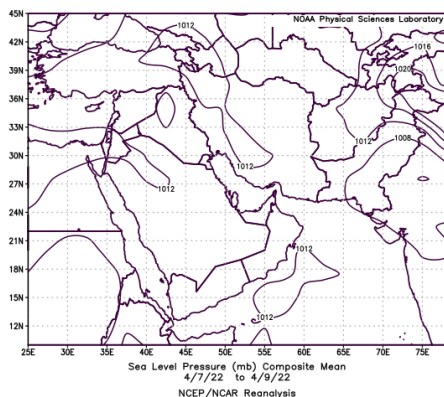 NOAA Physical Sciences Laboratory
45N
42N
39N
36N
33N
30N
27N
24N
21N
18N
15N
12N
1012
1012
1016
1020
1008
1012
1012
1012
1012
1012
25E 30E 35E 40E 45E 50E 55E 60E 65E 70E 75E
Sea Level Pressure (mb) Composite Mean
4/7/22 to 4/9/22
NCEP/NCAR Reanalysis